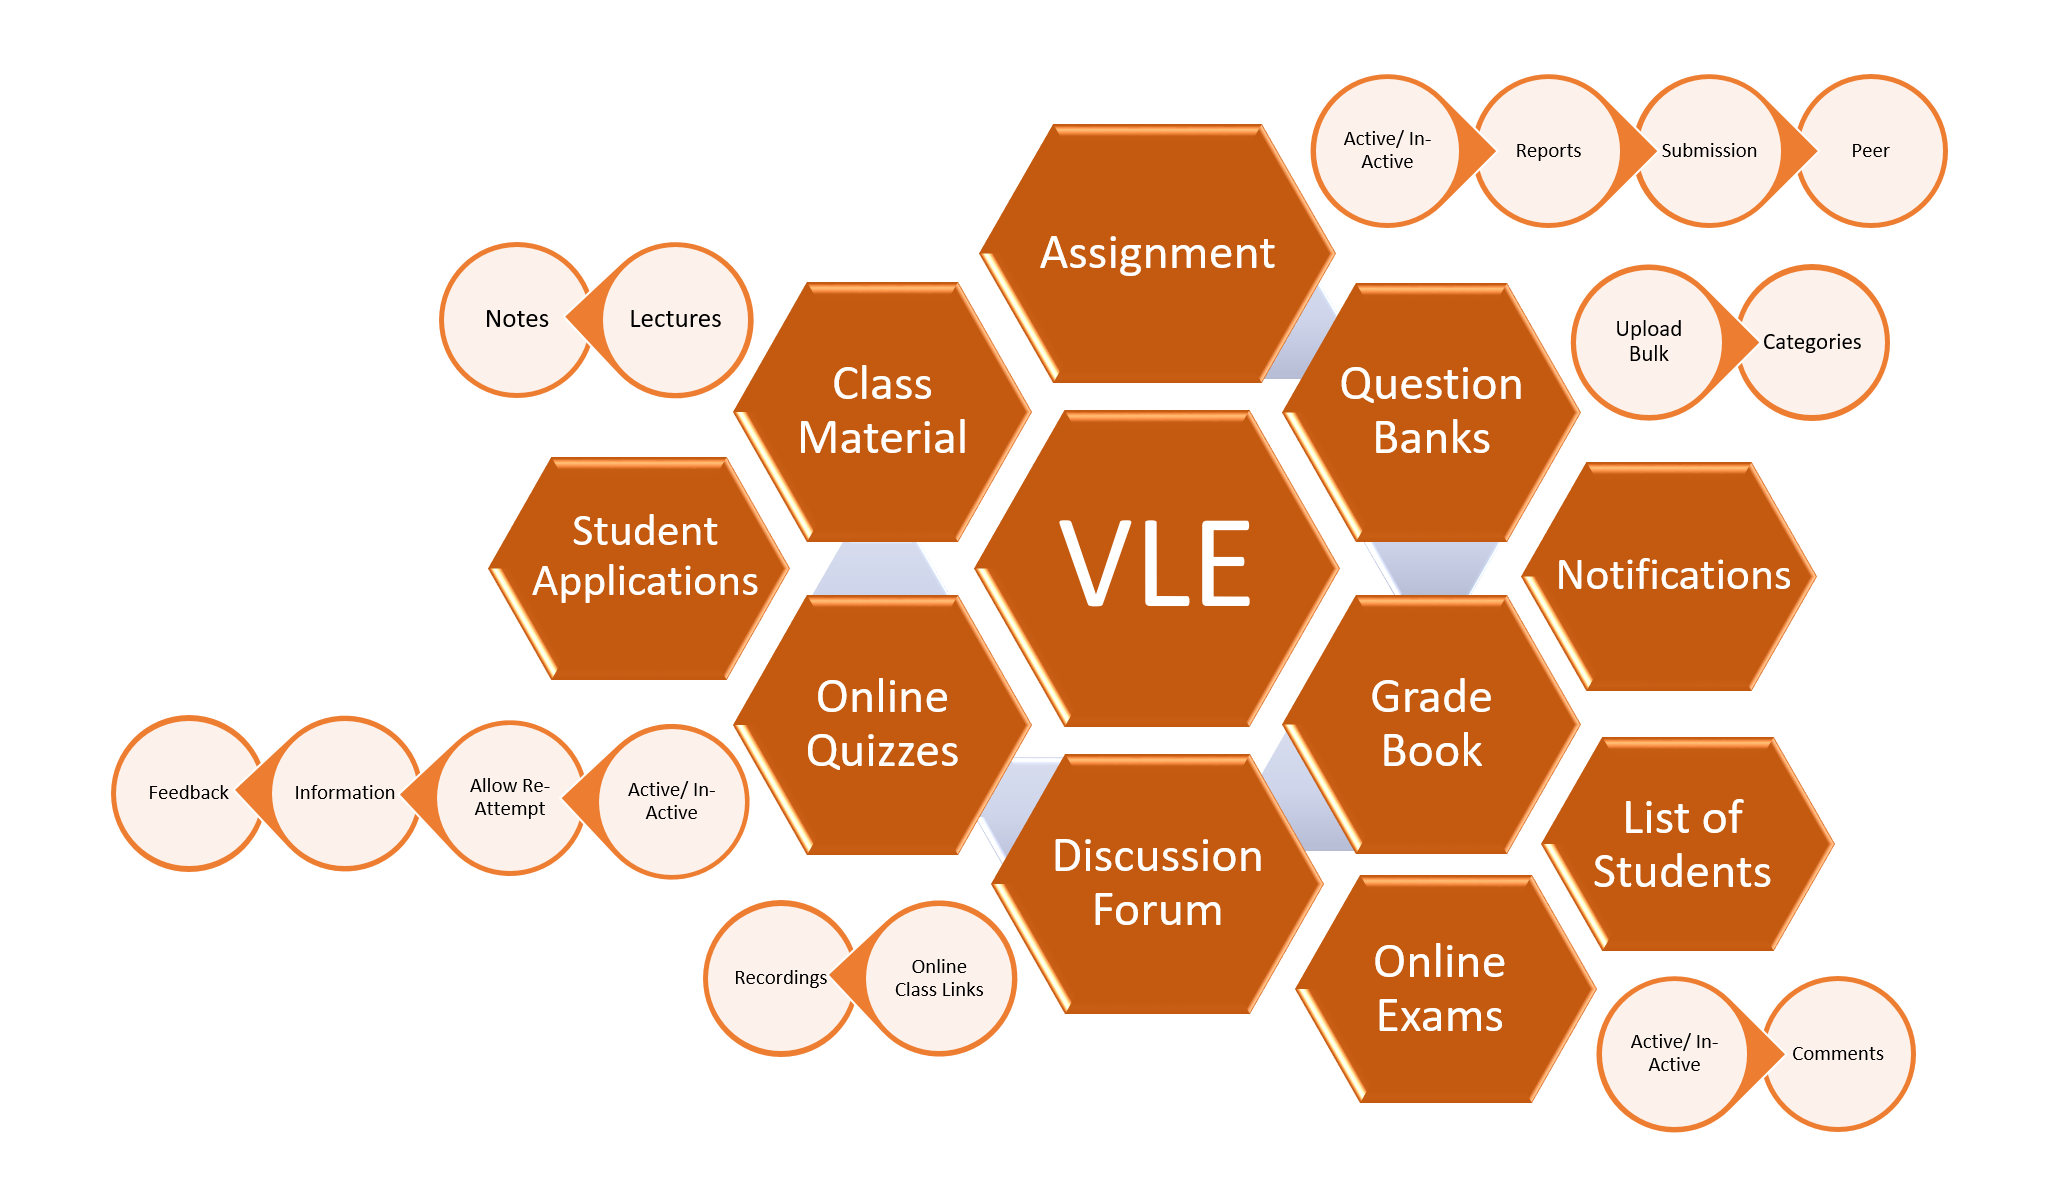 Active/ In-
Active
Reports
Submission
Peer
Assignment
Notes
Lectures
Class
Material
Question
Banks
Upload
Bulk
Categories
Student
Applications
VLE
Notifications
Online
Quizzes
Grade
Book
Feedback
Information
Allow Re-
Attempt
Active/ In-
Active
Discussion
Forum
List of
Students
Recordings
Online
Class Links
Online
Exams
Active/ In-
Active
Comments